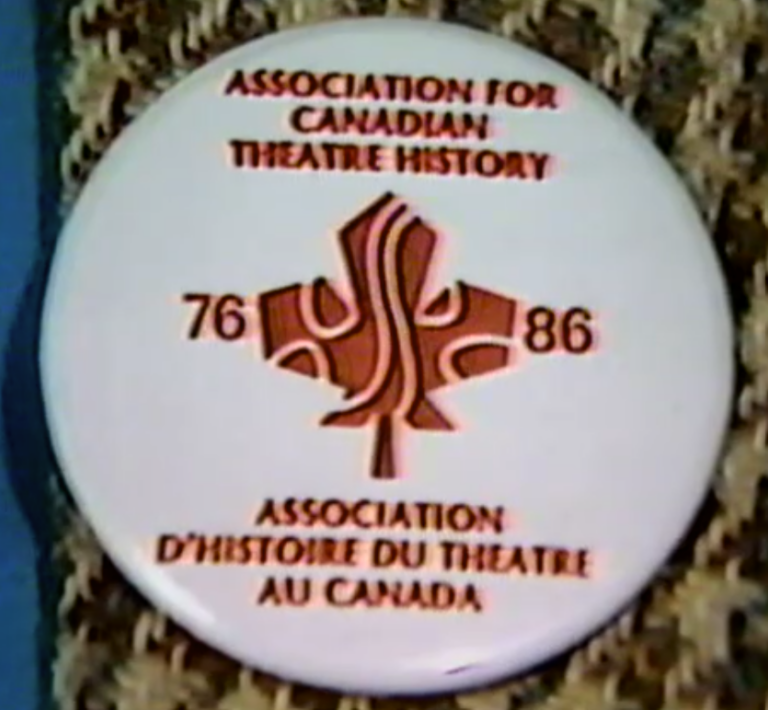 ASSOCIATION FOR
CANADIAN
THEATRE HISTORY
76 86
ASSOCIATION
D'HISTOIRE DU THEATRE
AU CANADA